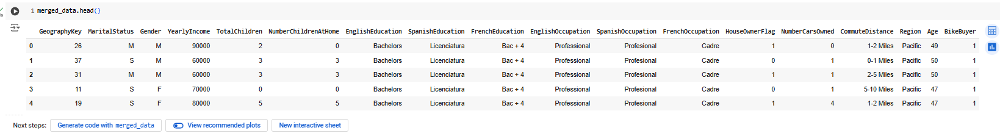 1 merged_data.head()
GeographyKey MaritalStatus Gender YearlyIncome TotalChildren NumberChildrenAtHome EnglishEducation SpanishEducation FrenchEducation EnglishOccupation SpanishOccupation FrenchOccupation HouseOwnerFlag NumberCarsOwned CommuteDistance Region Age BikeBuyer
0 26 M M 90000 2 0 Bachelors Licenciatura Bac + 4 Professional Profesional Cadre 1 0 1-2 Miles Pacific 49 1
1 37 S M 60000 3 3 Bachelors Licenciatura Bac + 4 Professional Profesional Cadre 0 1 0-1 Miles Pacific 50 1
2 31 M M 60000 3 3 Bachelors Licenciatura Bac + 4 Professional Profesional Cadre 1 1 2-5 Miles Pacific 50 1
3 11 S F 70000 0 0 Bachelors Licenciatura Bac + 4 Professional Profesional Cadre 0 1 5-10 Miles Pacific 47 1
4 19 S F 80000 5 5 Bachelors Licenciatura Bac + 4 Professional Profesional Cadre 1 4 1-2 Miles Pacific 47 1
Next steps: Generate code with merged_data View recommended plots New interactive sheet